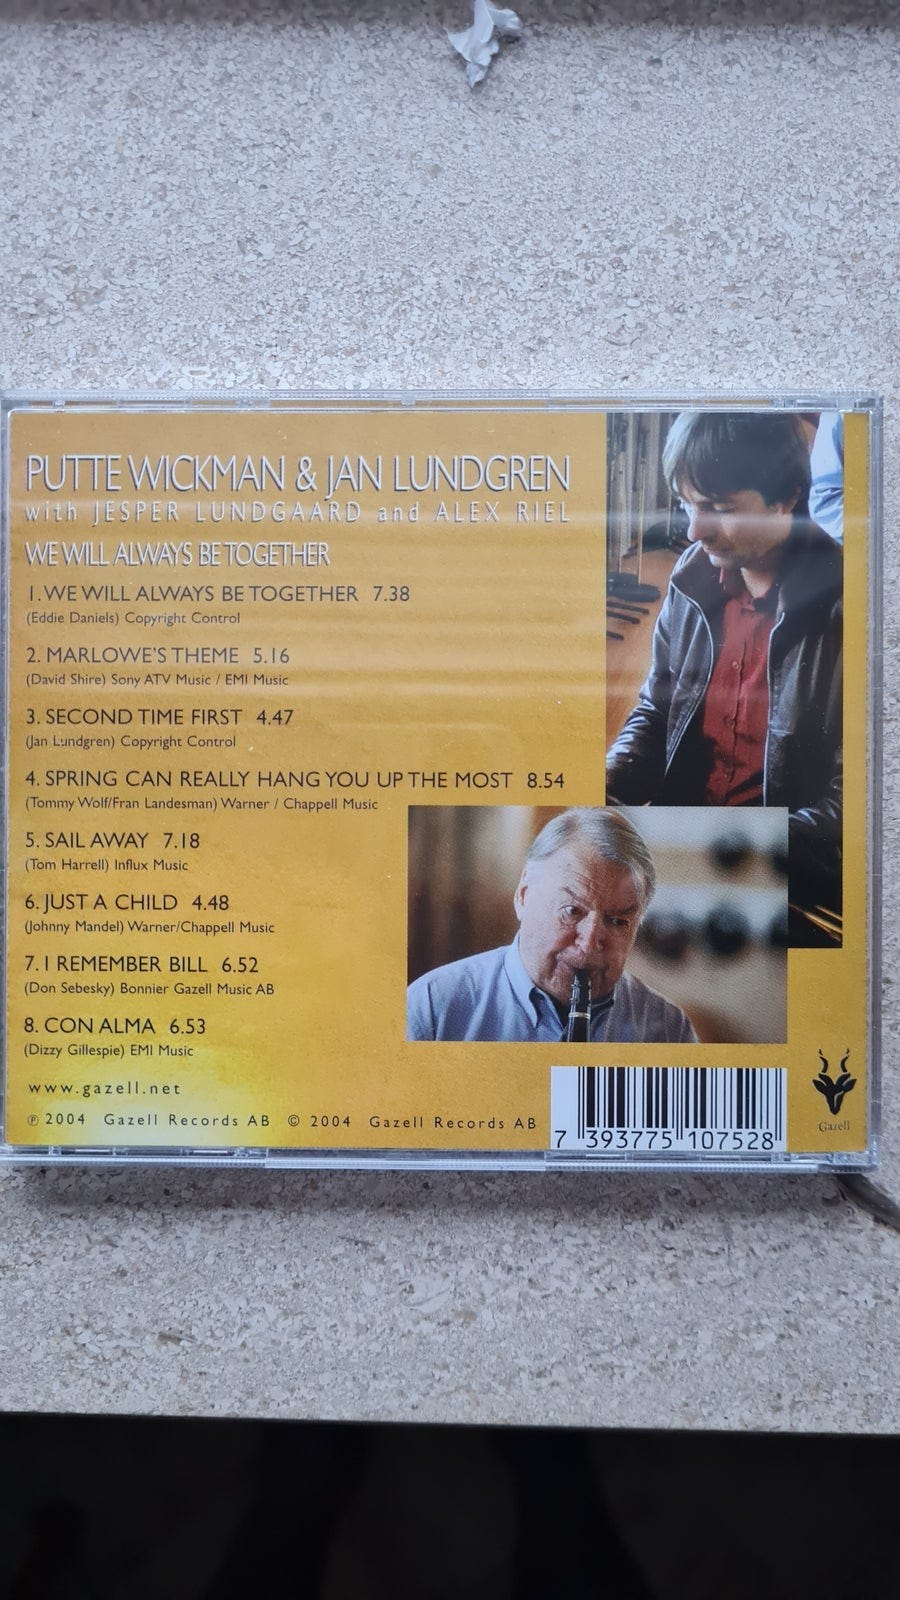 PUTTE WICKMAN & JAN LUNDGREN
with JESPER LUNDGAARD and ALEX RIEL
WE WILL ALWAYS BE TOGETHER
1. WE WILL ALWAYS BE TOGETHER 7.38
(Eddie Daniels) Copyright Control
2. MARLOWE'S THEME 5.16
(David Shire) Sony ATV Music / EMI Music
3. SECOND TIME FIRST 4.47
(Jan Lundgren) Copyright Control
4. SPRING CAN REALLY HANG YOU UP THE MOST 8.54
(Tommy Wolf/Fran Landesman) Warner / Chappell Music
5. SAIL AWAY 7.18
(Tom Harrell) Influx Music
6. JUST A CHILD 4.48
(Johnny Mandel) Warner/Chappell Music
7. I REMEMBER BILL 6.52
(Don Sebesky) Bonnier Gazell Music AB
8. CON ALMA 6.53
(Dizzy Gillespie) EMI Music
www.gazell.net
℗ 2004 Gazell Records AB © 2004 Gazell Records AB
7 393775 107528
Gazell